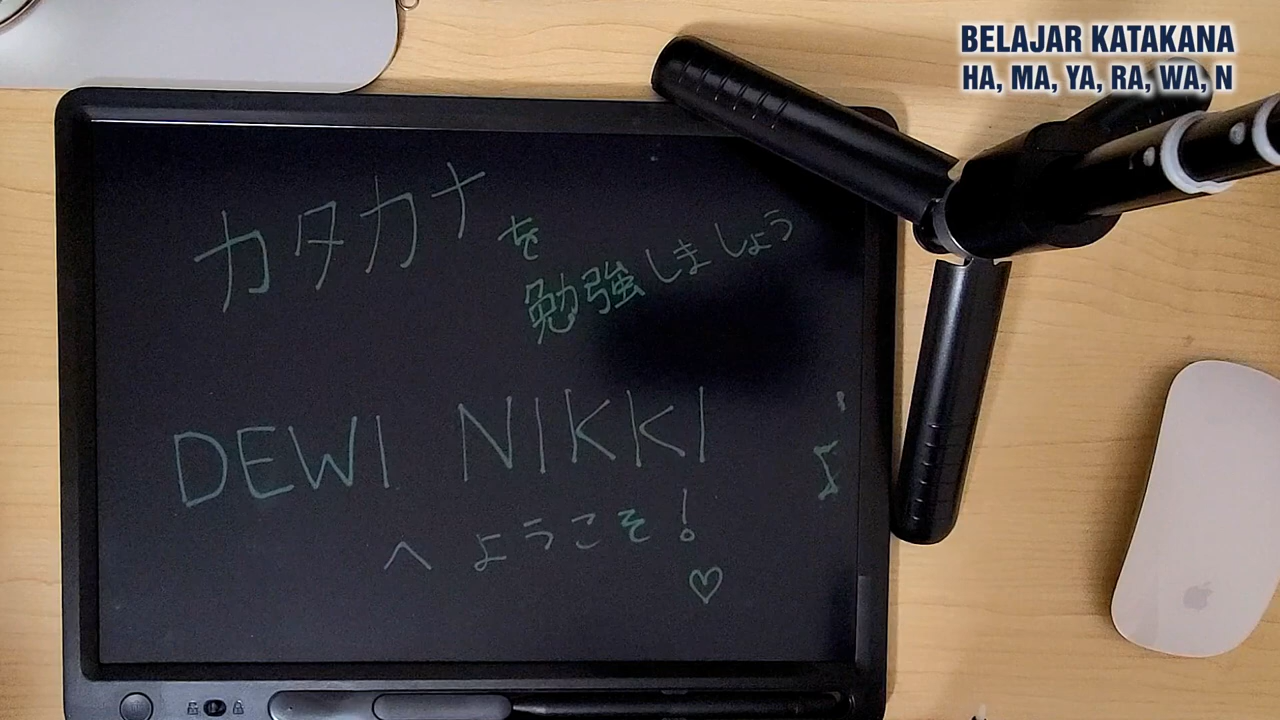 BELAJAR KATAKANA
HA, MA, YA, RA, WA, N
カタカナを
勉強しましょう
DEWI NIKKI
へようこそ!